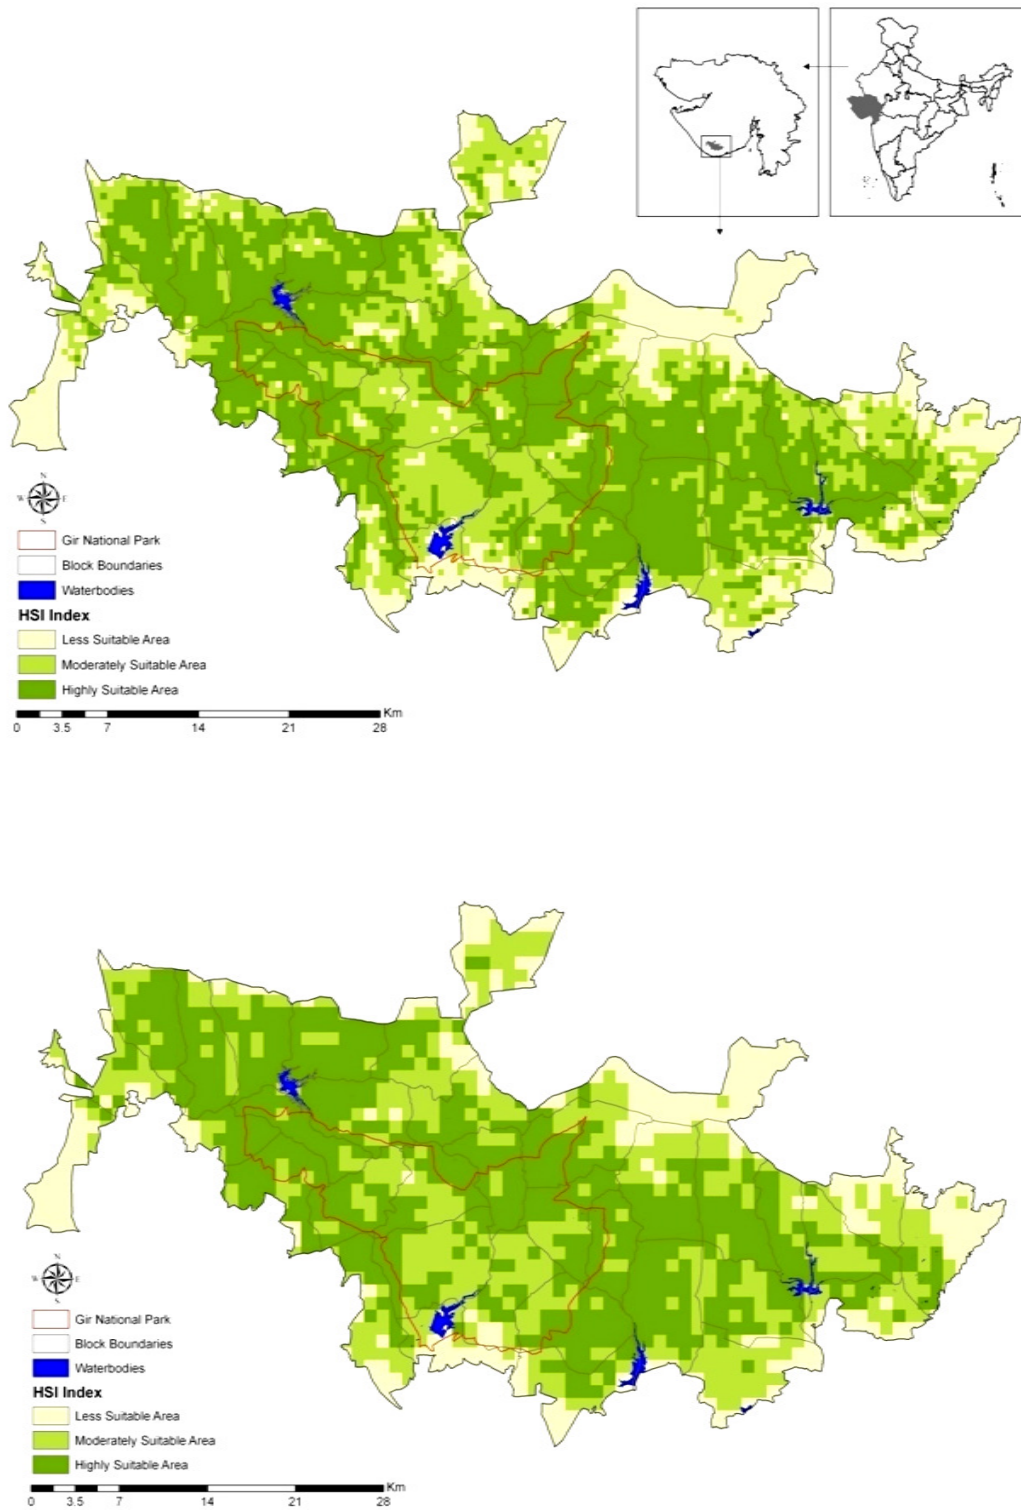 N
W E
S
Gir National Park
Block Boundaries
Waterbodies
HSI Index
Less Suitable Area
Moderately Suitable Area
Highly Suitable Area
Km
0 3.5 7 14 21 28
N
W E
S
Gir National Park
Block Boundaries
Waterbodies
HSI Index
Less Suitable Area
Moderately Suitable Area
Highly Suitable Area
Km
0 3.5 7 14 21 28